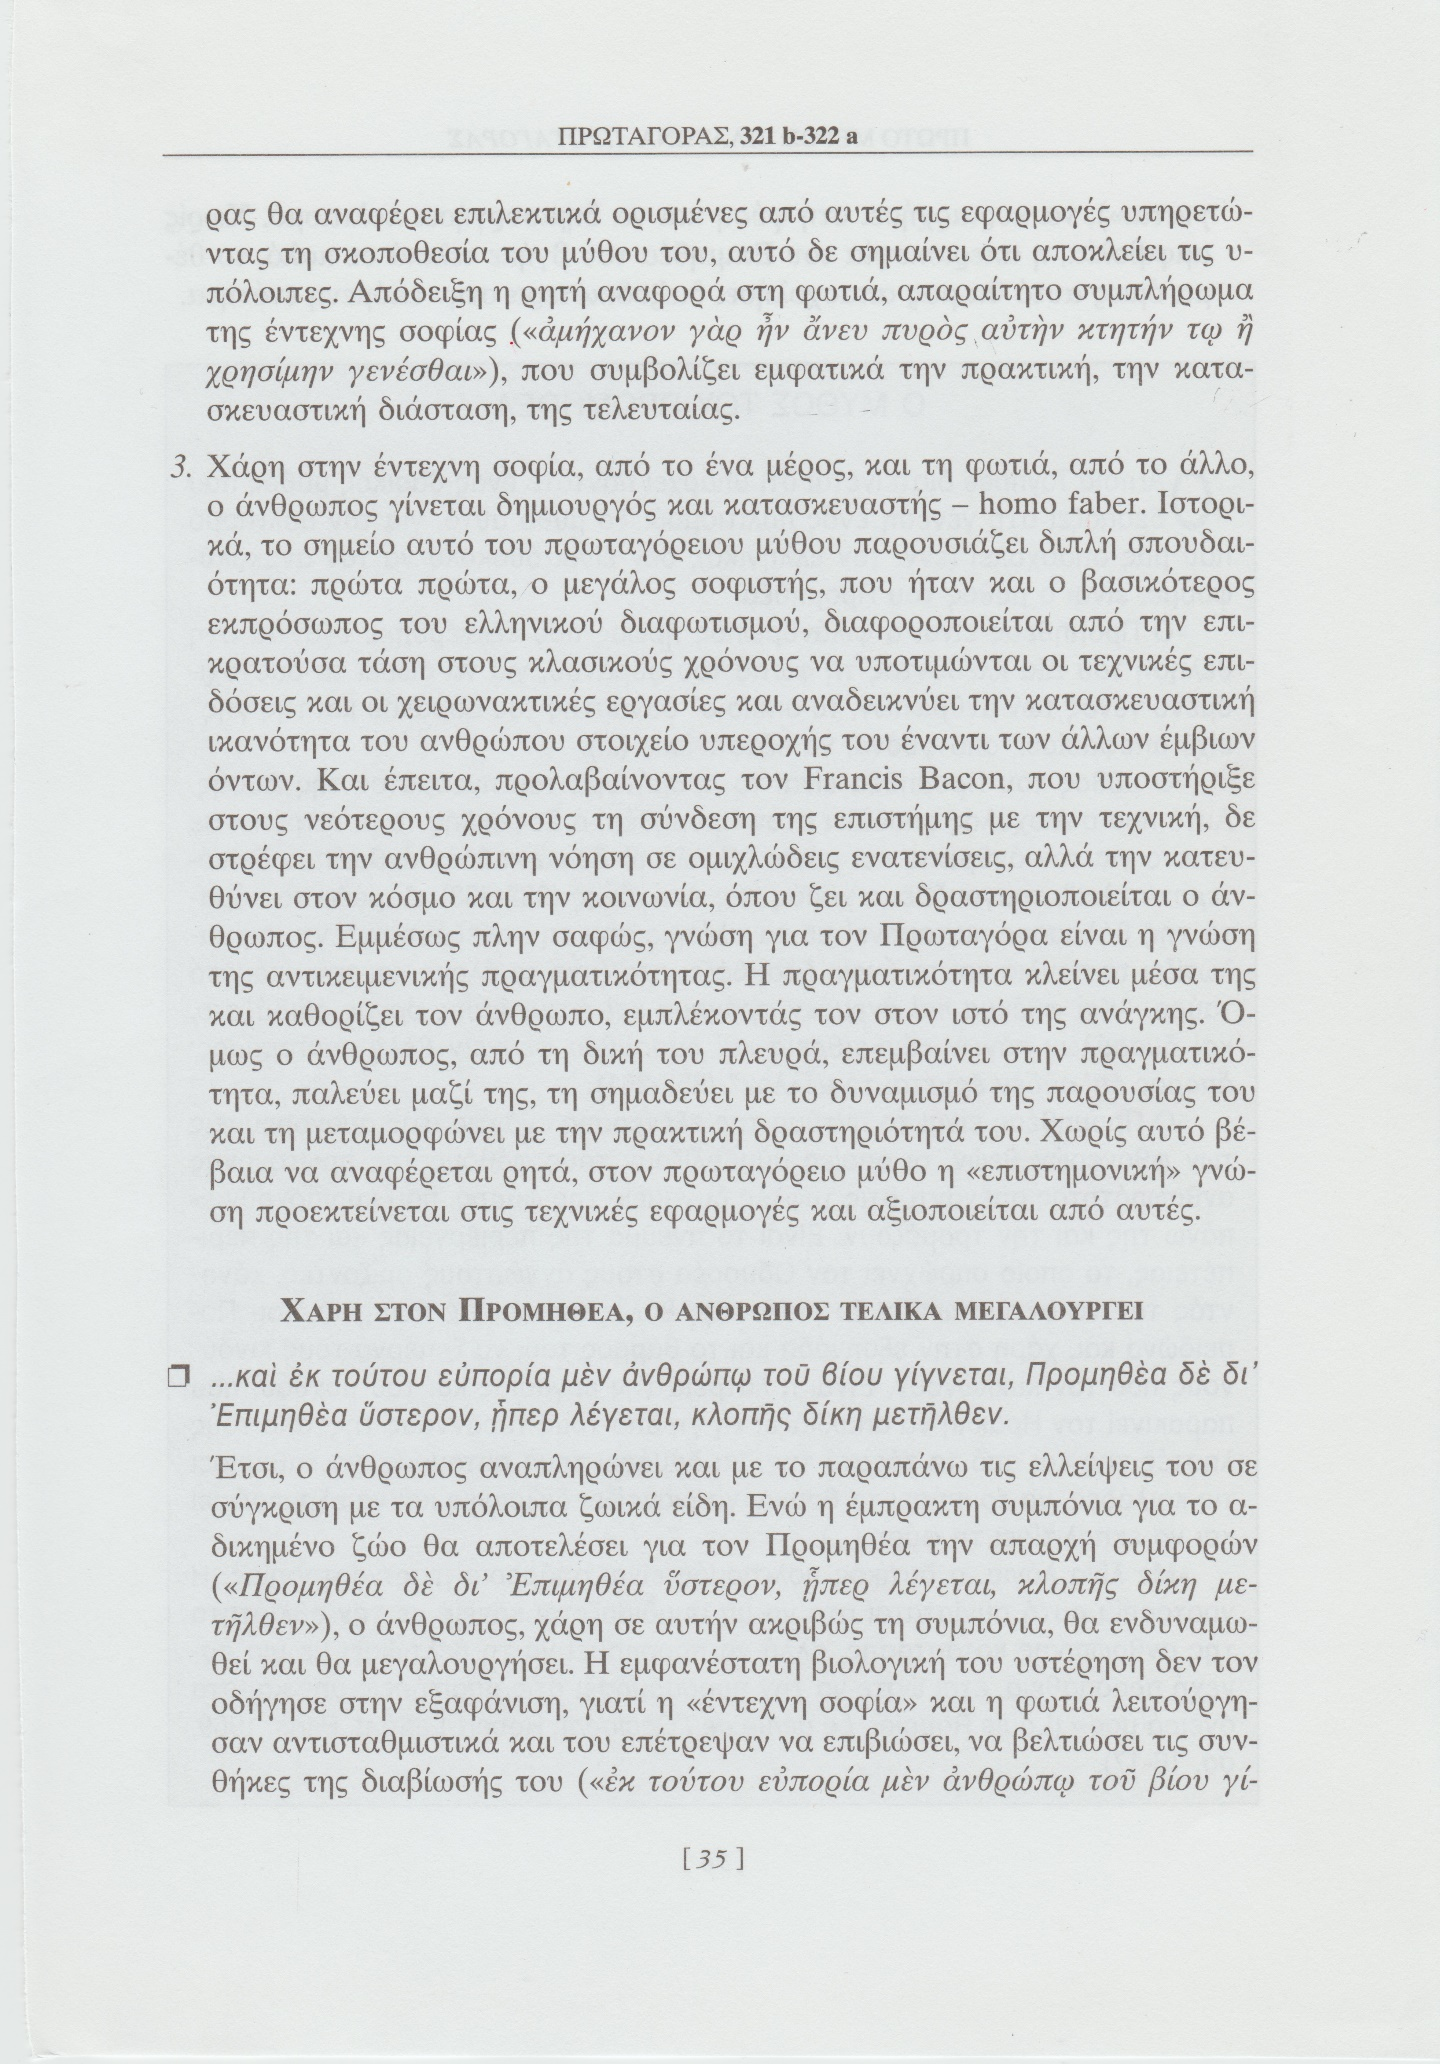 ΠΡΩΤΑΓΟΡΑΣ, 321 b-322 a
ρας θα αναφέρει επιλεκτικά ορισμένες από αυτές τις εφαρμογές υπηρετώ-
ντας τη σκοποθεσία του μύθου του, αυτό δε σημαίνει ότι αποκλείει τις υ-
πόλοιπες. Απόδειξη η ρητή αναφορά στη φωτιά, απαραίτητο συμπλήρωμα
της έντεχνης σοφίας («ἀμήχανον γὰρ ἦν ἄνευ πυρὸς αὐτὴν κτητήν τῳ ἢ
χρησίμην γενέσθαι»), που συμβολίζει εμφατικά την πρακτική, την κατα-
σκευαστική διάσταση, της τελευταίας.
3. Χάρη στην έντεχνη σοφία, από το ένα μέρος, και τη φωτιά, από το άλλο,
ο άνθρωπος γίνεται δημιουργός και κατασκευαστής – homo faber. Ιστορι-
κά, το σημείο αυτό του πρωταγόρειου μύθου παρουσιάζει διπλή σπουδαι-
ότητα: πρώτα πρώτα, ο μεγάλος σοφιστής, που ήταν και ο βασικότερος
εκπρόσωπος του ελληνικού διαφωτισμού, διαφοροποιείται από την επι-
κρατούσα τάση στους κλασικούς χρόνους να υποτιμώνται οι τεχνικές επι-
δόσεις και οι χειρωνακτικές εργασίες και αναδεικνύει την κατασκευαστική
ικανότητα του ανθρώπου στοιχείο υπεροχής του έναντι των άλλων έμβιων
όντων. Και έπειτα, προλαβαίνοντας τον Francis Bacon, που υποστήριξε
στους νεότερους χρόνους τη σύνδεση της επιστήμης με την τεχνική, δε
στρέφει την ανθρώπινη νόηση σε ομιχλώδεις ενατενίσεις, αλλά την κατευ-
θύνει στον κόσμο και την κοινωνία, όπου ζει και δραστηριοποιείται ο άν-
θρωπος. Εμμέσως πλην σαφώς, γνώση για τον Πρωταγόρα είναι η γνώση
της αντικειμενικής πραγματικότητας. Η πραγματικότητα κλείνει μέσα της
και καθορίζει τον άνθρωπο, εμπλέκοντάς τον στον ιστό της ανάγκης. Ό-
μως ο άνθρωπος, από τη δική του πλευρά, επεμβαίνει στην πραγματικό-
τητα, παλεύει μαζί της, τη σημαδεύει με το δυναμισμό της παρουσίας του
και τη μεταμορφώνει με την πρακτική δραστηριότητά του. Χωρίς αυτό βέ-
βαια να αναφέρεται ρητά, στον πρωταγόρειο μύθο η «επιστημονική» γνώ-
ση προεκτείνεται στις τεχνικές εφαρμογές και αξιοποιείται από αυτές.
ΧΑΡΗ ΣΤΟΝ ΠΡΟΜΗΘΕΑ, Ο ΑΝΘΡΩΠΟΣ ΤΕΛΙΚΑ ΜΕΓΑΛΟΥΡΓΕΙ
❒ ...καὶ ἐκ τούτου εὐπορία μὲν ἀνθρώπῳ τοῦ βίου γίγνεται, Προμηθὲα δὲ δι’
Ἐπιμηθὲα ὕστερον, ᾗπερ λέγεται, κλοπῆς δίκη μετῆλθεν.
Έτσι, ο άνθρωπος αναπληρώνει και με το παραπάνω τις ελλείψεις του σε
σύγκριση με τα υπόλοιπα ζωικά είδη. Ενώ η έμπρακτη συμπόνια για το α-
δικημένο ζώο θα αποτελέσει για τον Προμηθέα την απαρχή συμφορών
(«Προμηθέα δὲ δι’ Ἐπιμηθέα ὕστερον, ᾗπερ λέγεται, κλοπῆς δίκη με-
τῆλθεν»), ο άνθρωπος, χάρη σε αυτήν ακριβώς τη συμπόνια, θα ενδυναμω-
θεί και θα μεγαλουργήσει. Η εμφανέστατη βιολογική του υστέρηση δεν τον
οδήγησε στην εξαφάνιση, γιατί η «έντεχνη σοφία» και η φωτιά λειτούργη-
σαν αντισταθμιστικά και του επέτρεψαν να επιβιώσει, να βελτιώσει τις συν-
θήκες της διαβίωσής του («ἐκ τούτου εὐπορία μὲν ἀνθρώπῳ τοῦ βίου γί-
[ 35 ]